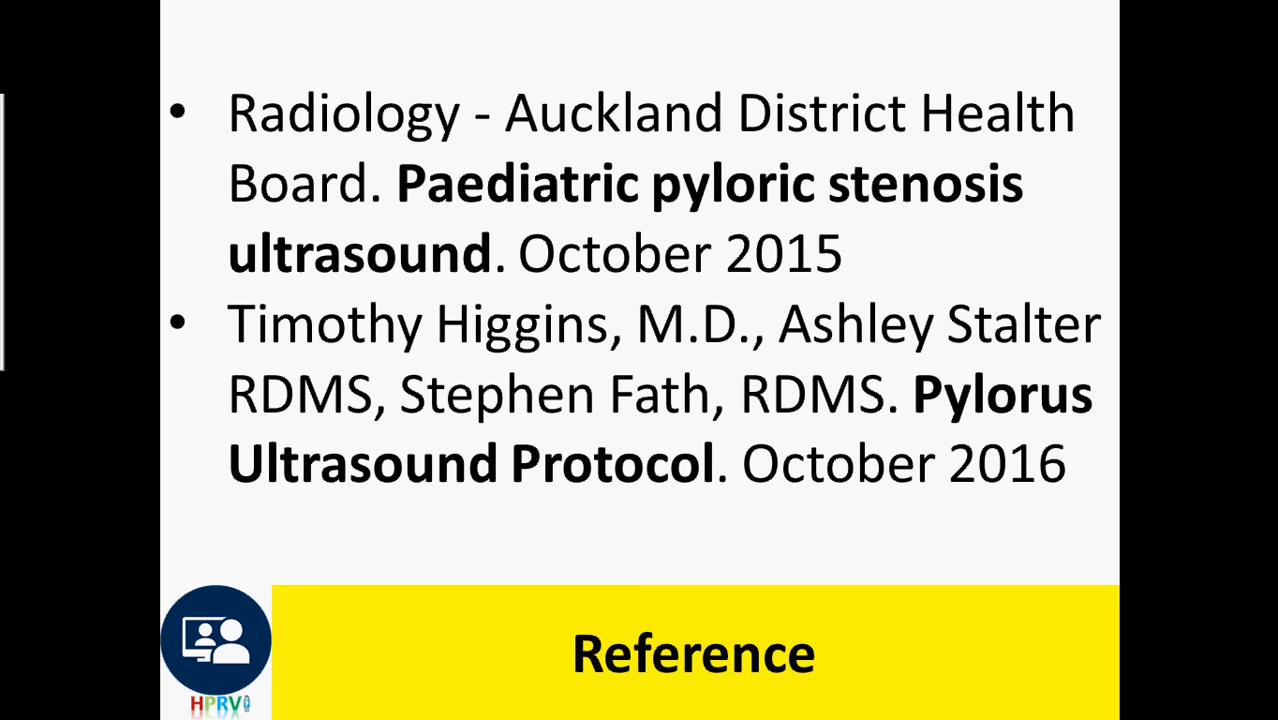 • Radiology - Auckland District Health
Board. Paediatric pyloric stenosis
ultrasound. October 2015
• Timothy Higgins, M.D., Ashley Stalter
RDMS, Stephen Fath, RDMS. Pylorus
Ultrasound Protocol. October 2016
Reference
HPRV